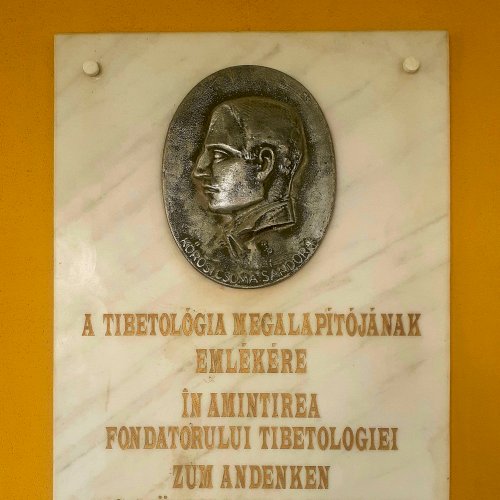 KŐRÖSI CSOMA SÁNDOR
A TIBETOLÓGIA MEGALAPÍTÓJÁNAK
EMLÉKÉRE
ÎN AMINTIREA
FONDATORULUI TIBETOLOGIEI
ZUM ANDENKEN